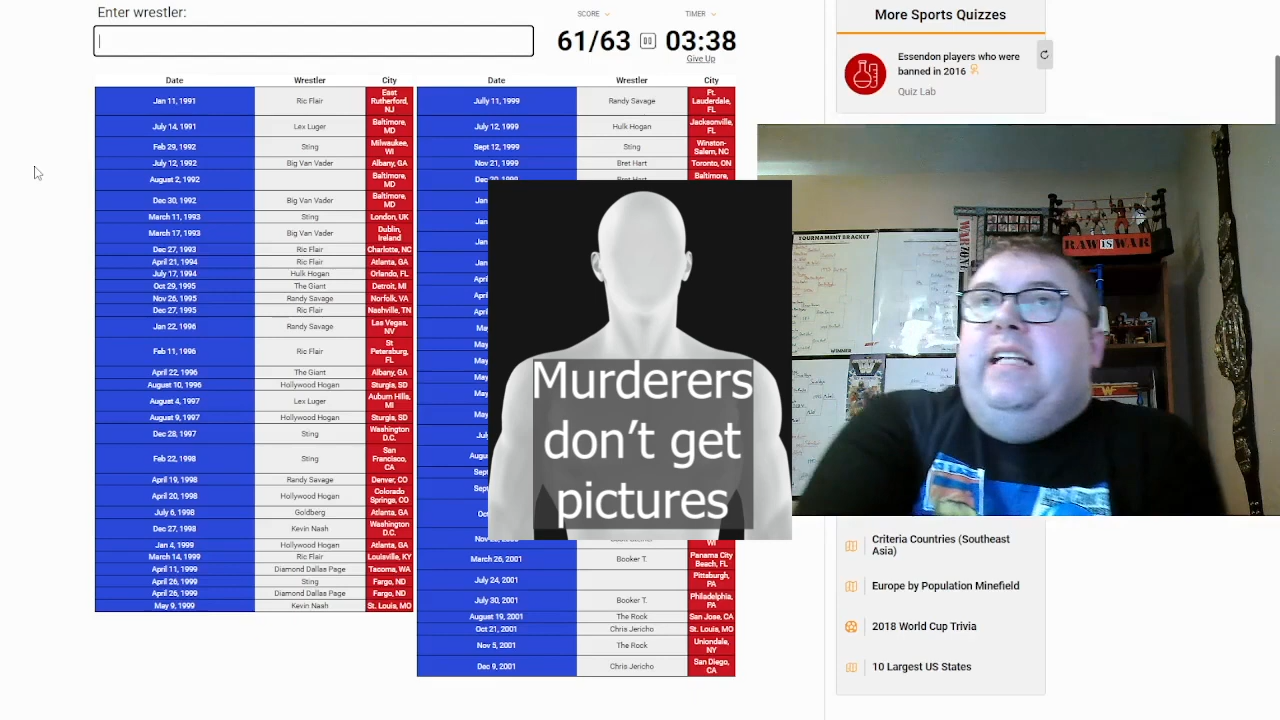 Enter wrestler:
SCORE
TIMER
61/63
03:38
Give Up
Date Wrestler City
Jan 11, 1991 Ric Flair East Rutherford, NJ
July 14, 1991 Lex Luger Baltimore, MD
Feb 29, 1992 Sting Milwaukee, WI
July 12, 1992 Big Van Vader Albany, GA
August 2, 1992 Baltimore, MD
Dec 30, 1992 Big Van Vader Baltimore, MD
March 11, 1993 Sting London, UK
March 17, 1993 Big Van Vader Dublin, Ireland
Dec 27, 1993 Ric Flair Charlotte, NC
April 21, 1994 Ric Flair Atlanta, GA
July 17, 1994 Hulk Hogan Orlando, FL
Oct 29, 1995 The Giant Detroit, MI
Nov 26, 1995 Randy Savage Norfolk, VA
Dec 27, 1995 Ric Flair Nashville, TN
Jan 22, 1996 Randy Savage Las Vegas, NV
Feb 11, 1996 Ric Flair St Petersburg, FL
April 22, 1996 The Giant Albany, GA
August 10, 1996 Hollywood Hogan Sturgis, SD
August 4, 1997 Lex Luger Auburn Hills, MI
August 9, 1997 Hollywood Hogan Sturgis, SD
Dec 28, 1997 Sting Washington D.C.
Feb 22, 1998 Sting San Francisco, CA
April 19, 1998 Randy Savage Denver, CO
April 20, 1998 Hollywood Hogan Colorado Springs, CO
July 6, 1998 Goldberg Atlanta, GA
Dec 27, 1998 Kevin Nash Washington D.C.
Jan 4, 1999 Hollywood Hogan Atlanta, GA
March 14, 1999 Ric Flair Louisville, KY
April 11, 1999 Diamond Dallas Page Tacoma, WA
April 26, 1999 Sting Fargo, ND
April 26, 1999 Diamond Dallas Page Fargo, ND
May 9, 1999 Kevin Nash St. Louis, MO
Date Wrestler City
Jully 11, 1999 Randy Savage Ft. Lauderdale, FL
July 12, 1999 Hulk Hogan Jacksonville, FL
Sept 12, 1999 Sting Winston-Salem, NC
Nov 21, 1999 Bret Hart Toronto, ON
March 26, 2001 Booker T. Panama City Beach, FL
July 24, 2001 Pittsburgh, PA
July 30, 2001 Booker T. Philadelphia, PA
August 19, 2001 The Rock San Jose, CA
Oct 21, 2001 Chris Jericho St. Louis, MO
Nov 5, 2001 The Rock Uniondale, NY
Dec 9, 2001 Chris Jericho San Diego, CA
Murderers
don't get
pictures
More Sports Quizzes
Essendon players who were
banned in 2016
Quiz Lab
TOURNAMENT BRACKET
WARZONE
RAW IS WAR
WINNER
Criteria Countries (Southeast
Asia)
Europe by Population Minefield
2018 World Cup Trivia
10 Largest US States